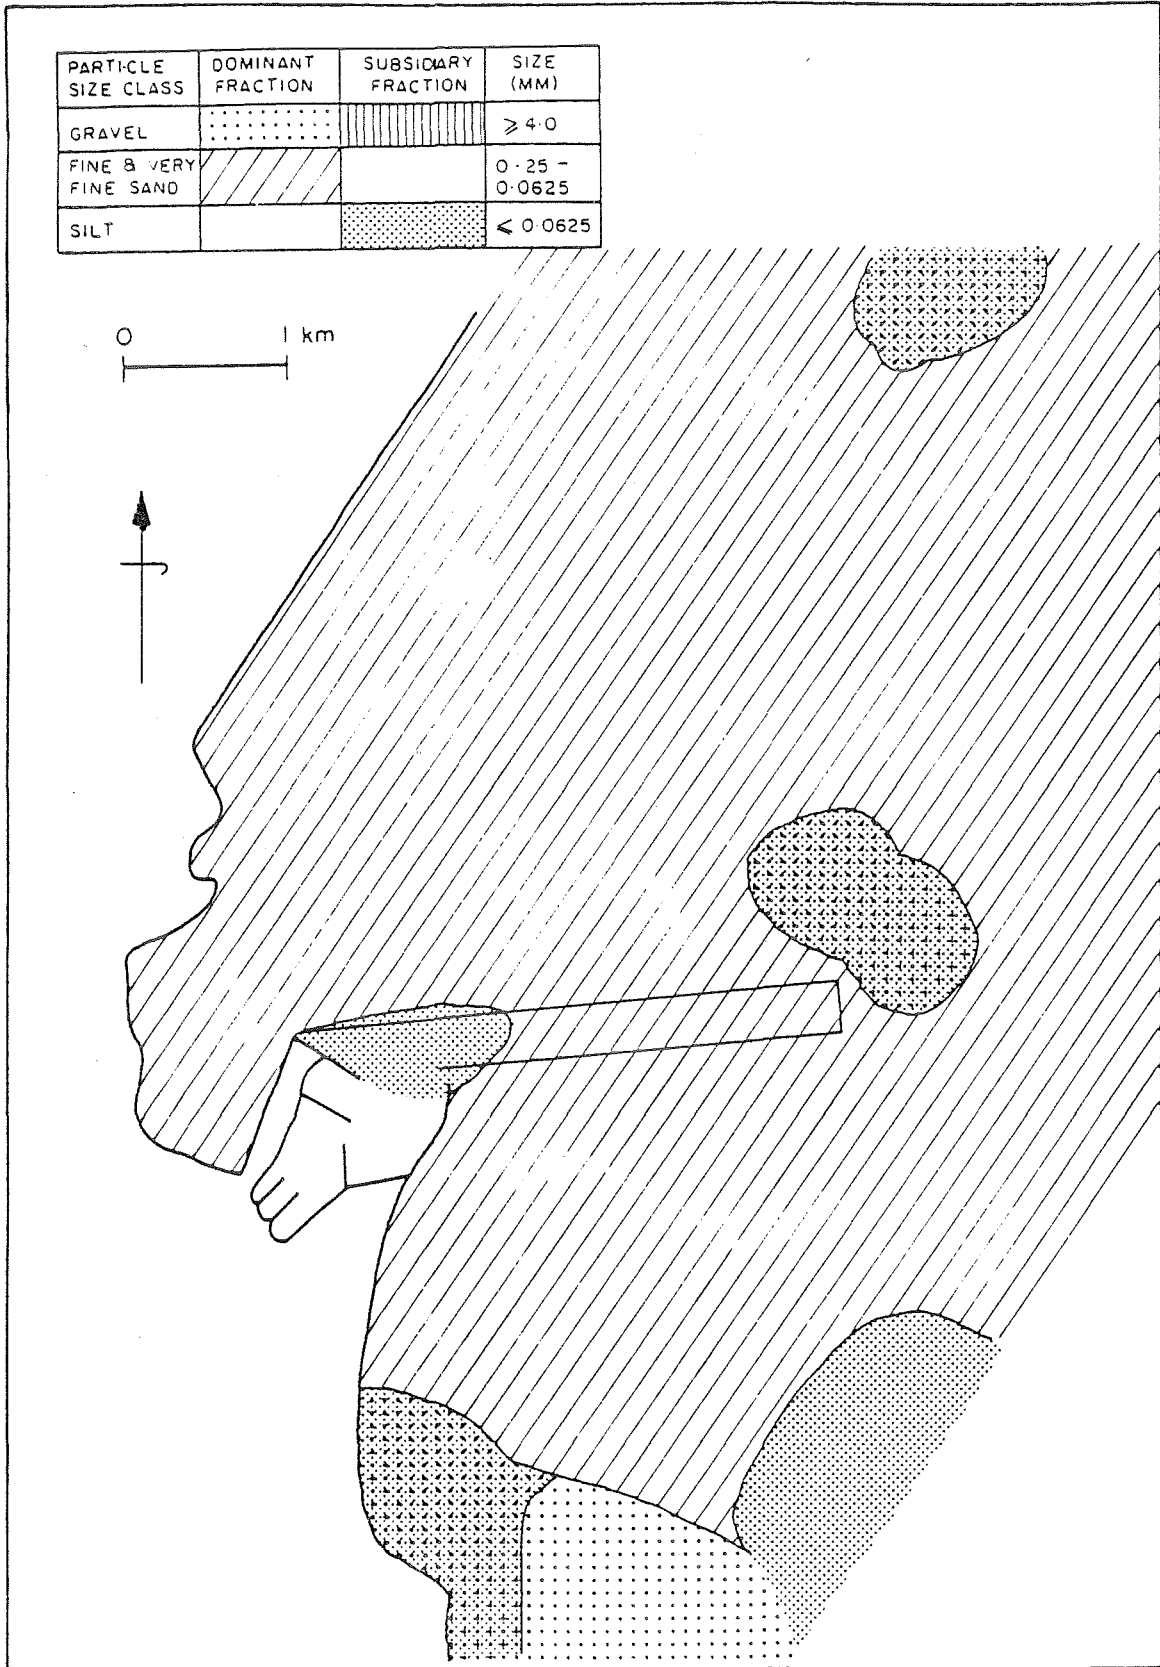 PARTICLE SIZE CLASS
DOMINANT FRACTION
SUBSIDIARY FRACTION
SIZE (MM)
GRAVEL
⩾ 4·0
FINE & VERY FINE SAND
0·25 - 0·0625
SILT
⩽ 0·0625
0
1 km